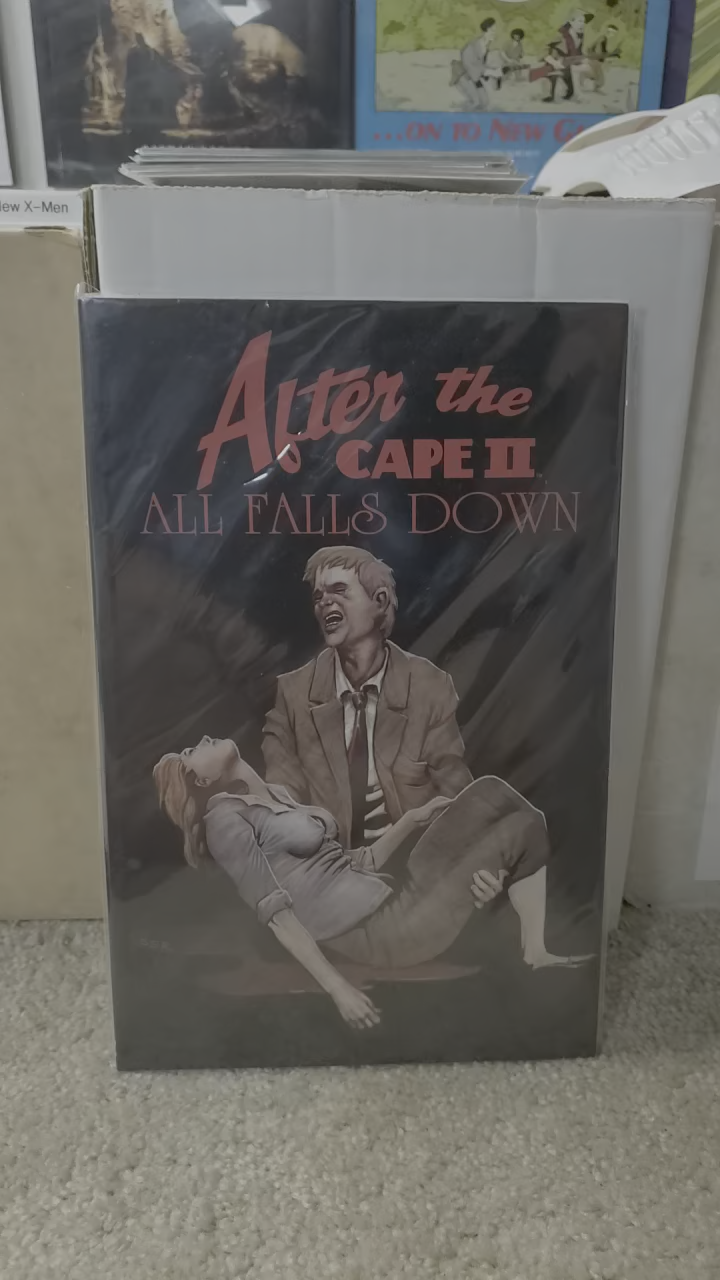 ...ON TO NEW G
ew X-Men
After the
CAPE II
ALL FALLS DOWN